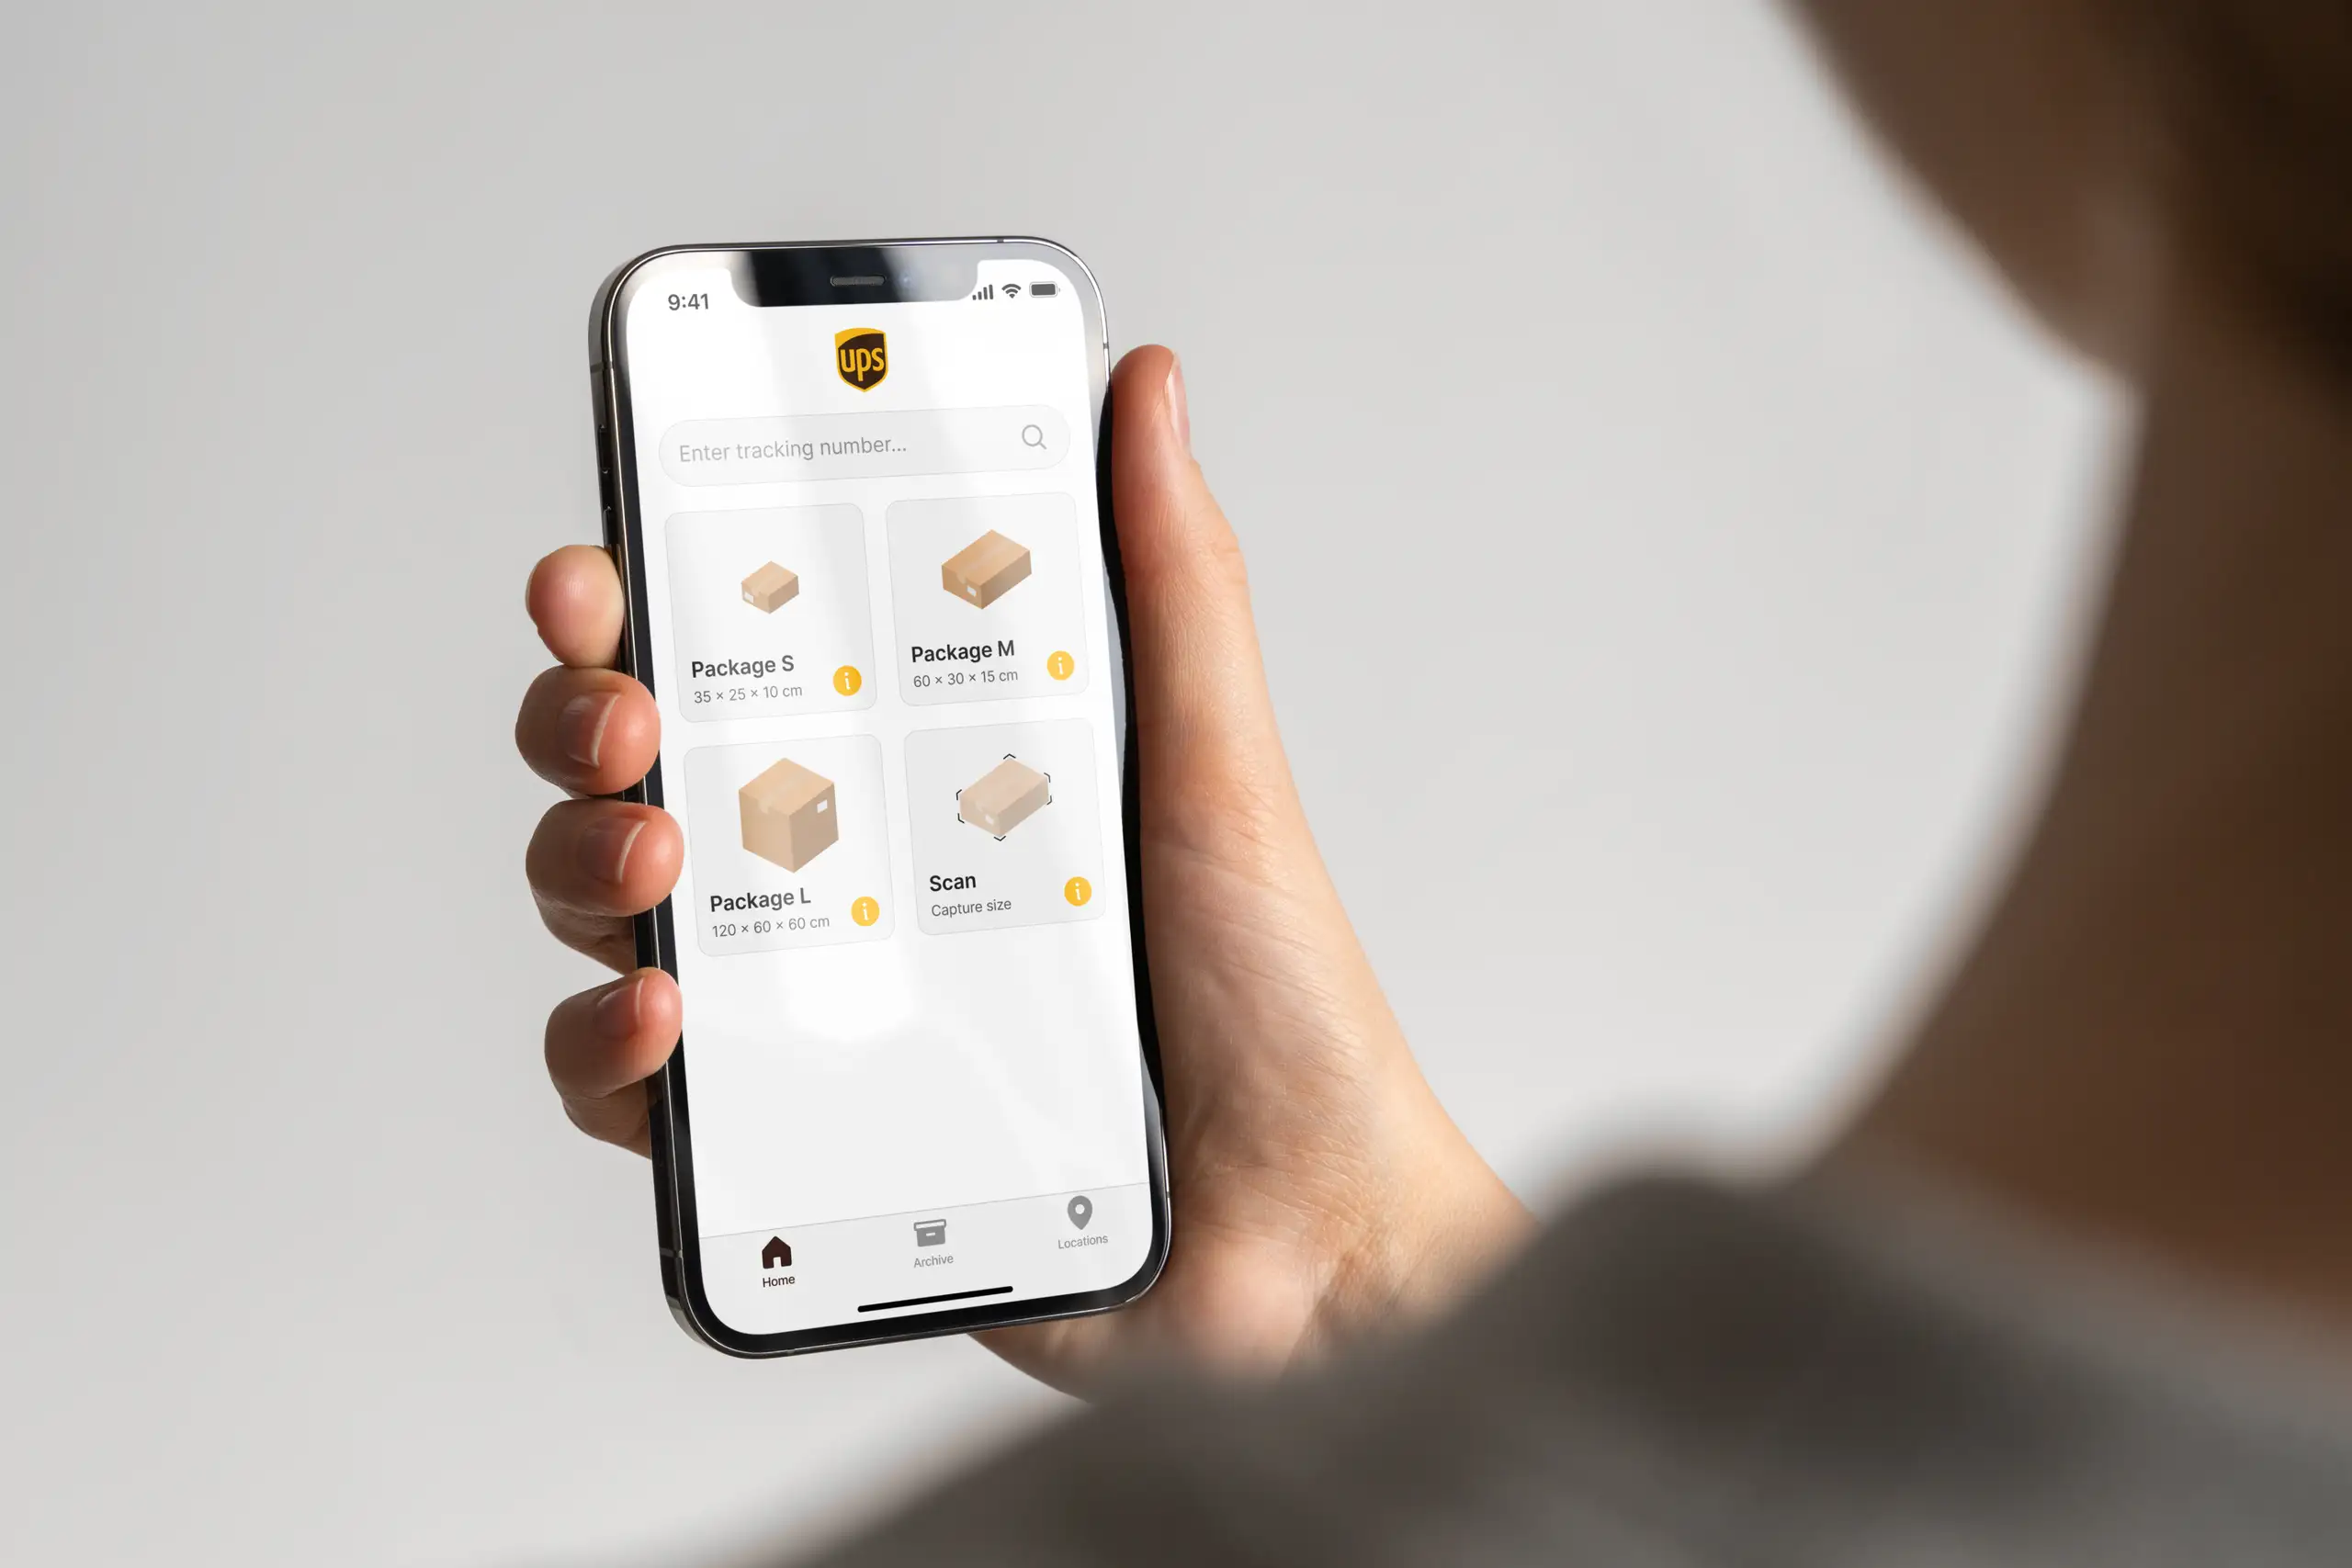 9:41
ups
Enter tracking number...
Package S
35 × 25 × 10 cm
i
Package M
60 × 30 × 15 cm
i
Package L
120 × 60 × 60 cm
i
Scan
Capture size
i
Home
Archive
Locations